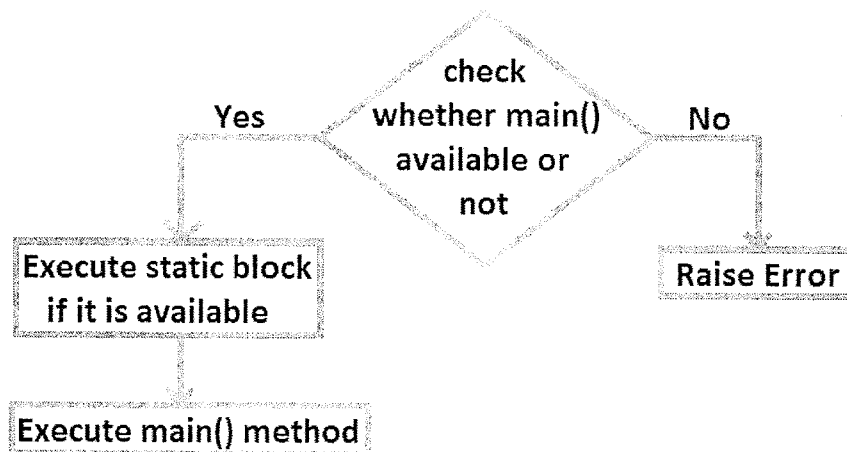 check
whether main()
available or
not
Yes
No
Execute static block
if it is available
Raise Error
Execute main() method